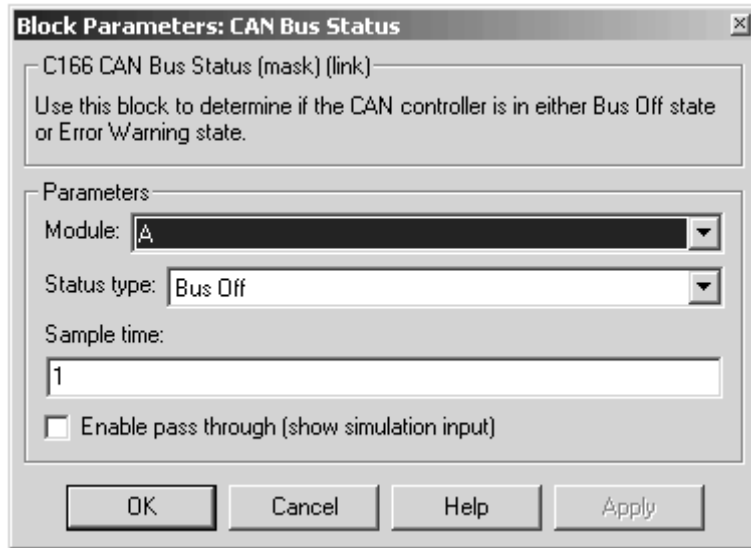 Block Parameters: CAN Bus Status
C166 CAN Bus Status (mask) (link)
Use this block to determine if the CAN controller is in either Bus Off state
or Error Warning state.
Parameters
Module: A
Status type: Bus Off
Sample time:
1
Enable pass through (show simulation input)
OK Cancel Help Apply